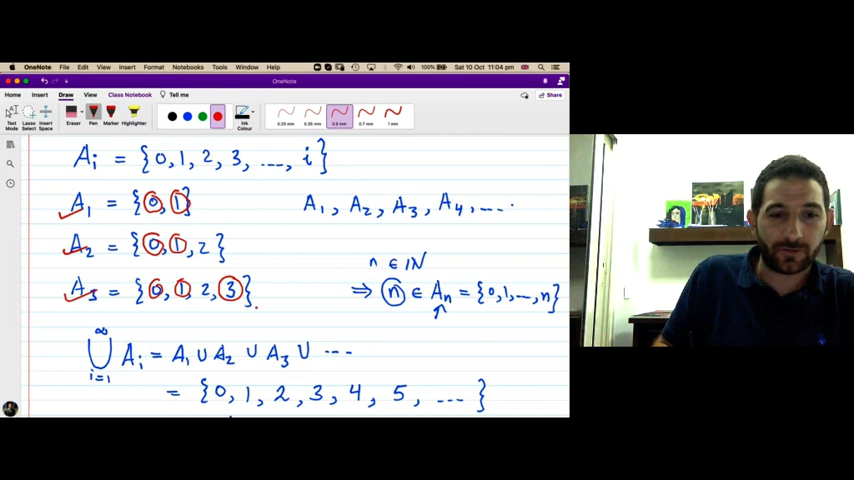 OneNote File Edit View Insert Format Notebooks Tools Window Help 100% Sat 10 Oct 11:04 pm
OneNote
Home Insert Draw View Class Notebook Tell me Share
Text Mode Lasso Select Insert Space Eraser Pen Marker Highlighter 0.25 mm 0.35 mm 0.5 mm 0.7 mm 1 mm Ink Colour
Aᵢ = {0, 1, 2, 3, ...., i}
A₁ = {0, 1} A₁, A₂, A₃, A₄, ....
A₂ = {0, 1, 2}
n ∈ ℕ
A₃ = {0, 1, 2, 3} ⇒ n ∈ Aₙ = {0, 1, ..., n}
∞
⋃ Aᵢ = A₁ ∪ A₂ ∪ A₃ ∪ ...
i=1
= {0, 1, 2, 3, 4, 5, .... }